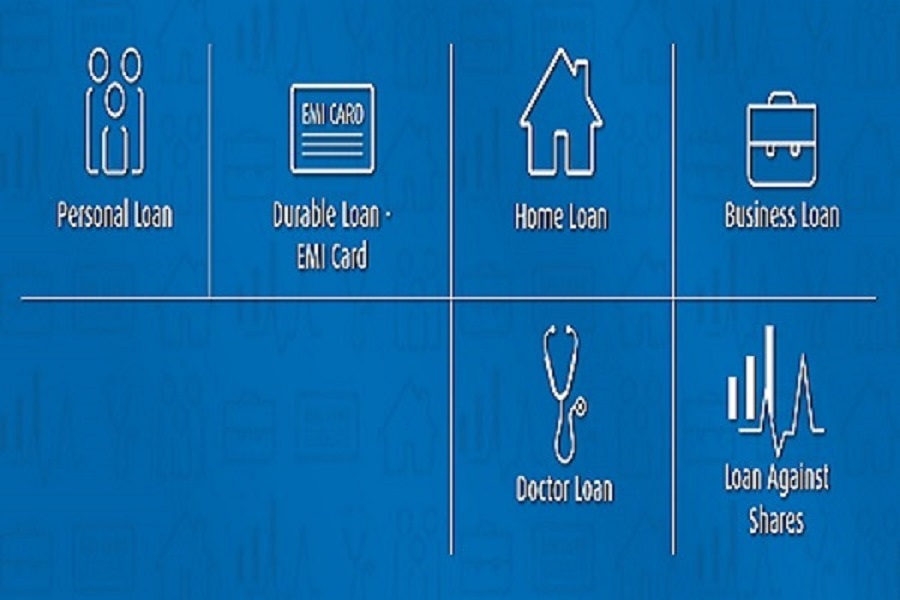 EMI CARD
Personal Loan
Durable Loan -
EMI Card
Home Loan
Business Loan
Doctor Loan
Loan Against
Shares